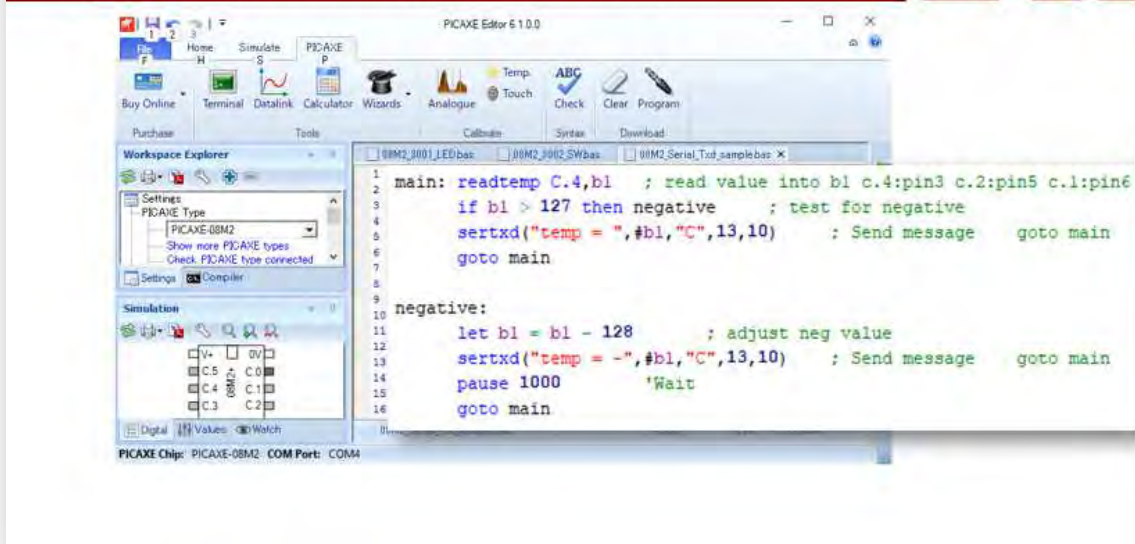 PICAXE Editor 6.1.0.0
1 2 3
File Home Simulate PICAXE
F H S P
Temp.
Touch
ABC
Buy Online Terminal Datalink Calculator Wizards Analogue Check Clear Program
Purchase Tools Calibrate Syntax Download
Workspace Explorer
08M2_0001_LED.bas 08M2_0002_SW.bas 08M2_Serial_Txd_sample.bas
Settings
PICAXE Type
PICAXE-08M2
Show more PICAXE types
Check PICAXE type connected
Settings Compiler
Simulation
V+ 0V
C.5 C.0
C.4 C.1
C.3 C.2
08M2+
Digital Values Watch
1
2
3
4
5
6
7
8
9
10
11
12
13
14
15
16
main: readtemp C.4,b1 ; read value into b1 c.4:pin3 c.2:pin5 c.1:pin6
if b1 > 127 then negative ; test for negative
sertxd("temp = ",#b1,"C",13,10) ; Send message goto main
goto main
negative:
let b1 = b1 - 128 ; adjust neg value
sertxd("temp = -",#b1,"C",13,10) ; Send message goto main
pause 1000 'Wait
goto main
PICAXE Chip: PICAXE-08M2 COM Port: COM4